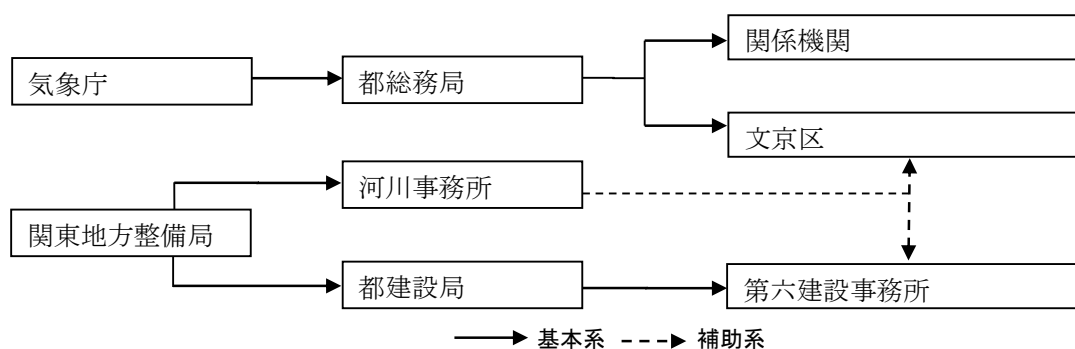 関係機関
気象庁
都総務局
文京区
河川事務所
関東地方整備局
都建設局
第六建設事務所
基本系
補助系